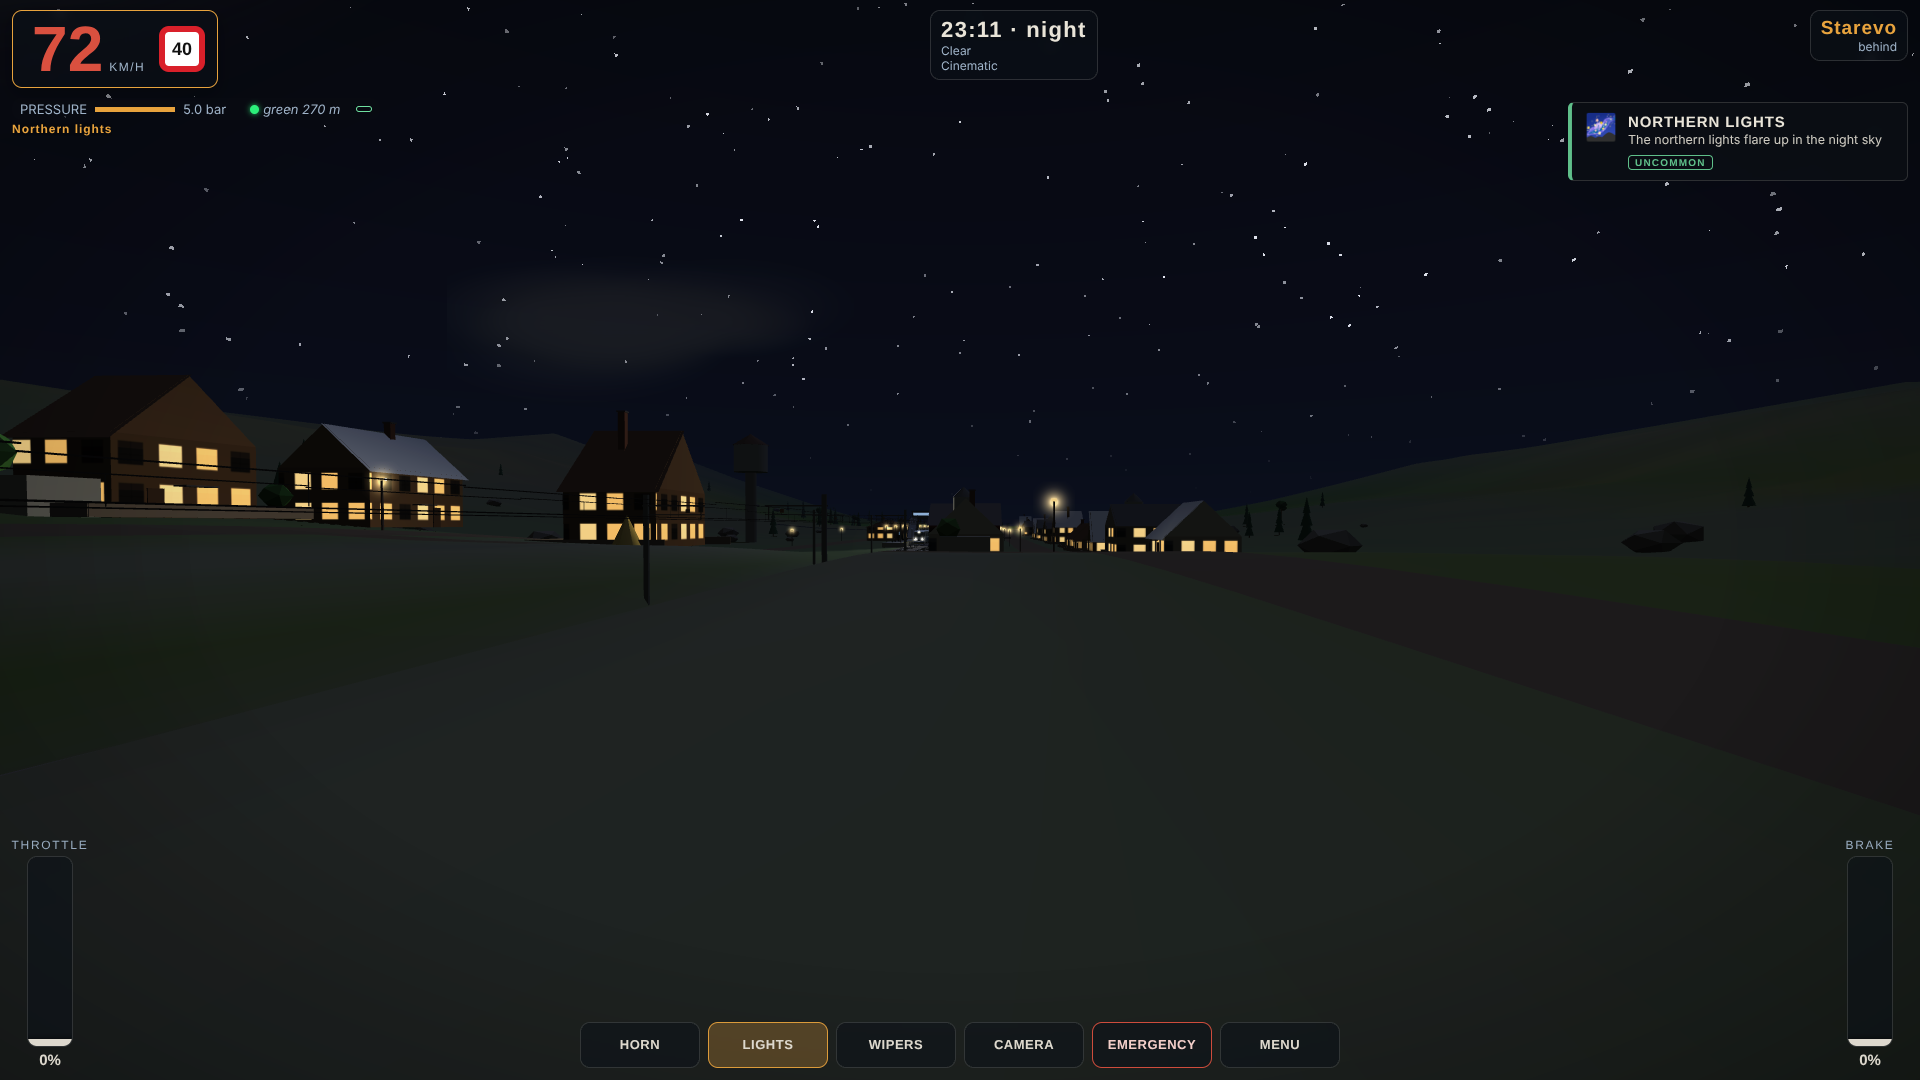 72 KM/H 40
PRESSURE 5.0 bar green 270 m
Northern lights
23:11 · night
Clear
Cinematic
Starevo
behind
NORTHERN LIGHTS
The northern lights flare up in the night sky
UNCOMMON
THROTTLE
0%
BRAKE
0%
HORN LIGHTS WIPERS CAMERA EMERGENCY MENU